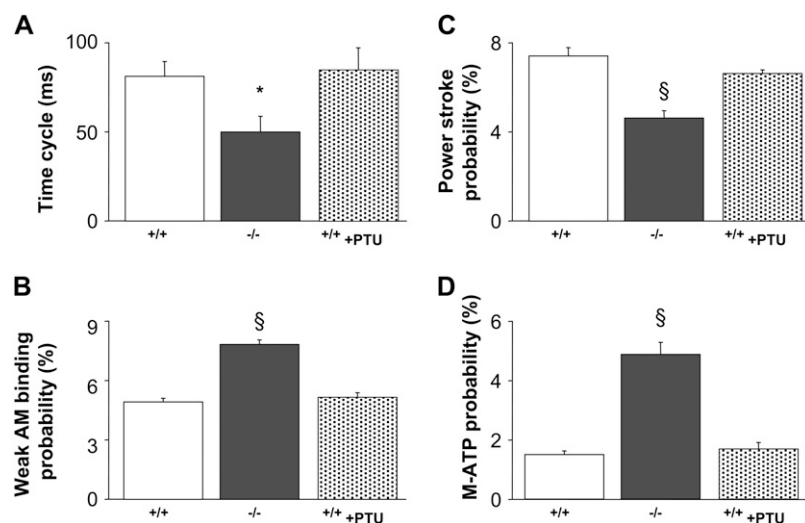 A
Time cycle (ms)
100
50
0
*
+/+
-/-
+/+ +PTU
C
Power stroke
probability (%)
8
4
0
§
+/+
-/-
+/+ +PTU
B
Weak AM binding
probability (%)
9
6
3
0
§
+/+
-/-
+/+ +PTU
D
M-ATP probability (%)
6
4
2
0
§
+/+
-/-
+/+ +PTU